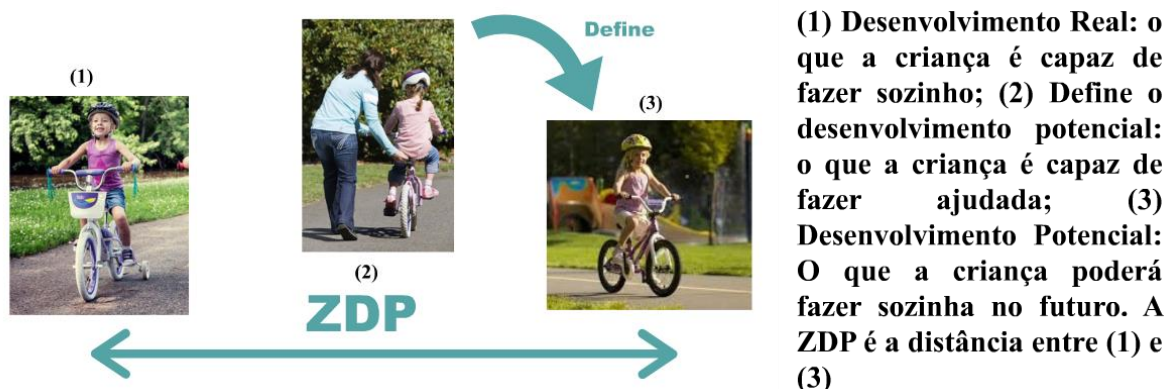 Define
(1)
(3)
(2)
ZDP
(1) Desenvolvimento Real: o
que a criança é capaz de
fazer sozinho; (2) Define o
desenvolvimento potencial:
o que a criança é capaz de
fazer ajudada; (3)
Desenvolvimento Potencial:
O que a criança poderá
fazer sozinha no futuro. A
ZDP é a distância entre (1) e
(3)